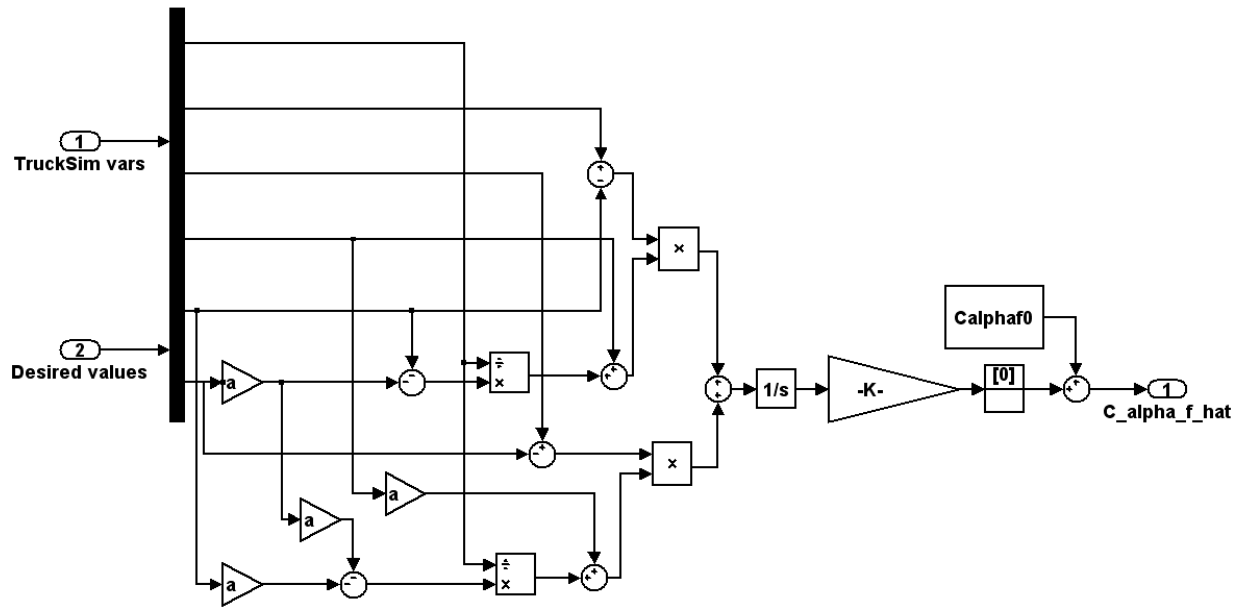 1
TruckSim vars
2
Desired values
a
a
a
a
+
-
-
-
÷
×
+
+
-
+
-
-
÷
×
+
+
×
×
+
+
1/s
-K-
[0]
Calphaf0
+
+
1
C_alpha_f_hat